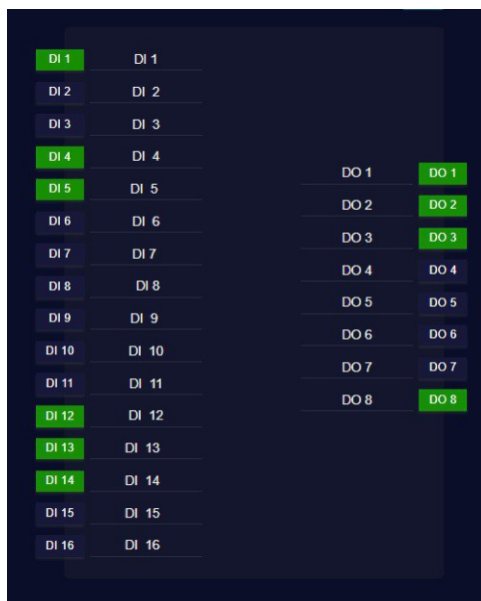 DI 1 DI 1
DI 2 DI 2
DI 3 DI 3
DI 4 DI 4
DI 5 DI 5
DI 6 DI 6
DI 7 DI 7
DI 8 DI 8
DI 9 DI 9
DI 10 DI 10
DI 11 DI 11
DI 12 DI 12
DI 13 DI 13
DI 14 DI 14
DI 15 DI 15
DI 16 DI 16
DO 1 DO 1
DO 2 DO 2
DO 3 DO 3
DO 4 DO 4
DO 5 DO 5
DO 6 DO 6
DO 7 DO 7
DO 8 DO 8